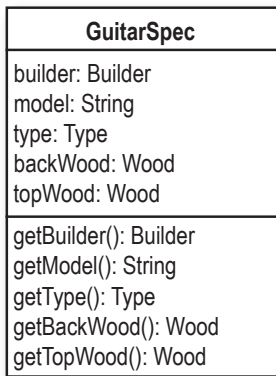 GuitarSpec
builder: Builder
model: String
type: Type
backWood: Wood
topWood: Wood
getBuilder(): Builder
getModel(): String
getType(): Type
getBackWood(): Wood
getTopWood(): Wood